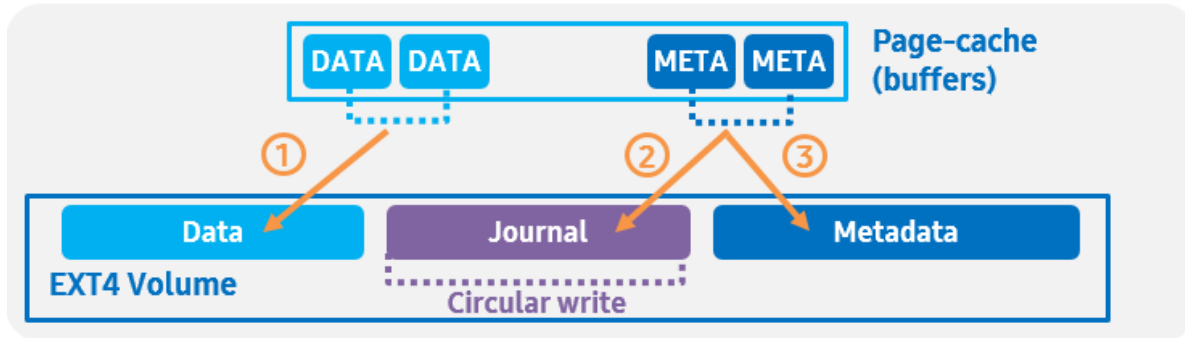 DATA DATA META META
Page-cache
(buffers)
① ② ③
Data Journal Metadata
EXT4 Volume
Circular write